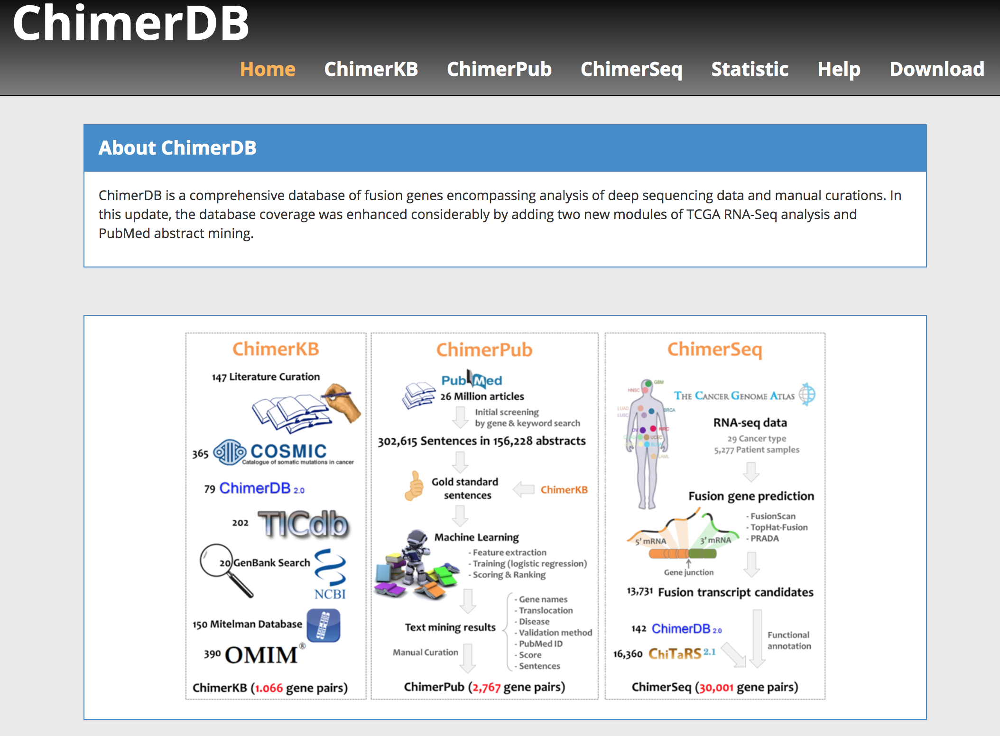 ChimerDB
Home ChimerKB ChimerPub ChimerSeq Statistic Help Download
About ChimerDB
ChimerDB is a comprehensive database of fusion genes encompassing analysis of deep sequencing data and manual curations. In
this update, the database coverage was enhanced considerably by adding two new modules of TCGA RNA-Seq analysis and
PubMed abstract mining.
ChimerKB
147 Literature Curation
365 COSMIC
Catalogue of somatic mutations in cancer
79 ChimerDB 2.0
202 TICdb
20 GenBank Search
NCBI
150 Mitelman Database
390 OMIM®
ChimerKB (1.066 gene pairs)
ChimerPub
PubMed
26 Million articles
Initial screening
by gene & keyword search
302,615 Sentences in 156,228 abstracts
Gold standard
sentences
ChimerKB
Machine Learning
- Feature extraction
- Training (logistic regression)
- Scoring & Ranking
Text mining results
- Gene names
- Translocation
- Disease
- Validation method
- PubMed ID
- Score
- Sentences
Manual Curation
ChimerPub (2,767 gene pairs)
ChimerSeq
GBM
HNSC
LUAD
BRCA
LUSC
OV
KIRC
UCEC
BLCA
LAML
THE CANCER GENOME ATLAS
RNA-seq data
29 Cancer type
5,277 Patient samples
Fusion gene prediction
- FusionScan
- TopHat-Fusion
- PRADA
5' mRNA
3' mRNA
Gene junction
13,731 Fusion transcript candidates
142 ChimerDB 2.0
16,360 ChiTaRS 2.1
Functional
annotation
ChimerSeq (30,001 gene pairs)